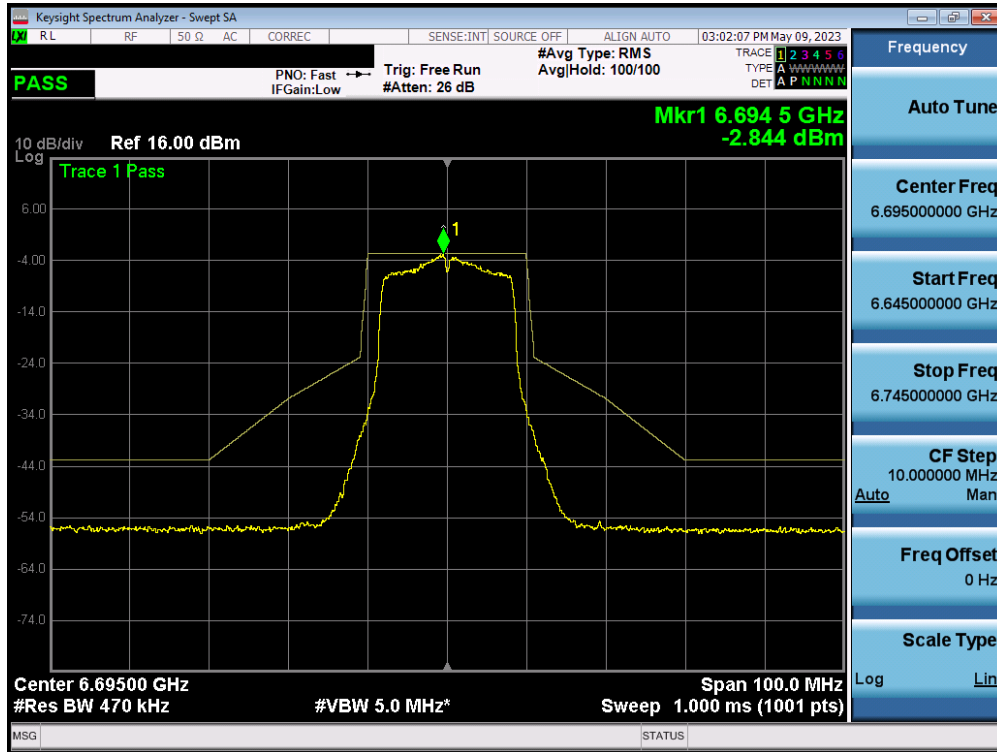 Keysight Spectrum Analyzer - Swept SA
LXI RL RF 50 Ω AC CORREC SENSE:INT SOURCE OFF ALIGN AUTO 03:02:07 PM May 09, 2023
Frequency
PASS
PNO: Fast
IFGain:Low
Trig: Free Run
#Atten: 26 dB
#Avg Type: RMS
Avg|Hold: 100/100
TRACE 1 2 3 4 5 6
TYPE A WWWWW
DET A P N N N N
Mkr1 6.694 5 GHz
-2.844 dBm
10 dB/div Ref 16.00 dBm
Log
Trace 1 Pass
1
6.00
-4.00
-14.0
-24.0
-34.0
-44.0
-54.0
-64.0
-74.0
Center 6.69500 GHz Span 100.0 MHz
#Res BW 470 kHz #VBW 5.0 MHz* Sweep 1.000 ms (1001 pts)
MSG STATUS
Auto Tune
Center Freq
6.695000000 GHz
Start Freq
6.645000000 GHz
Stop Freq
6.745000000 GHz
CF Step
10.000000 MHz
Auto Man
Freq Offset
0 Hz
Scale Type
Log Lin